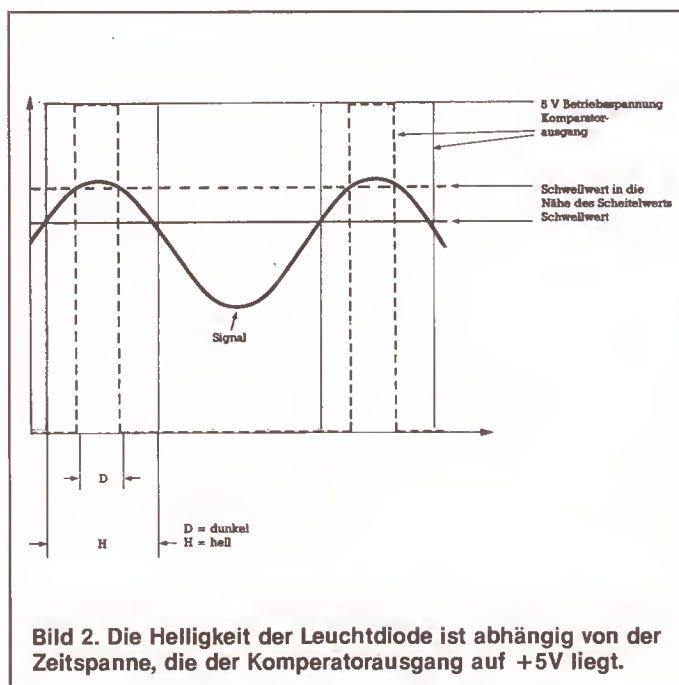 5 V Betriebsspannung
Komparator-
ausgang
Schwellwert in die
Nähe des Scheitelwerts
Schwellwert
Signal
D
H
D = dunkel
H = hell
Bild 2. Die Helligkeit der Leuchtdiode ist abhängig von der
Zeitspanne, die der Komperatorausgang auf +5V liegt.